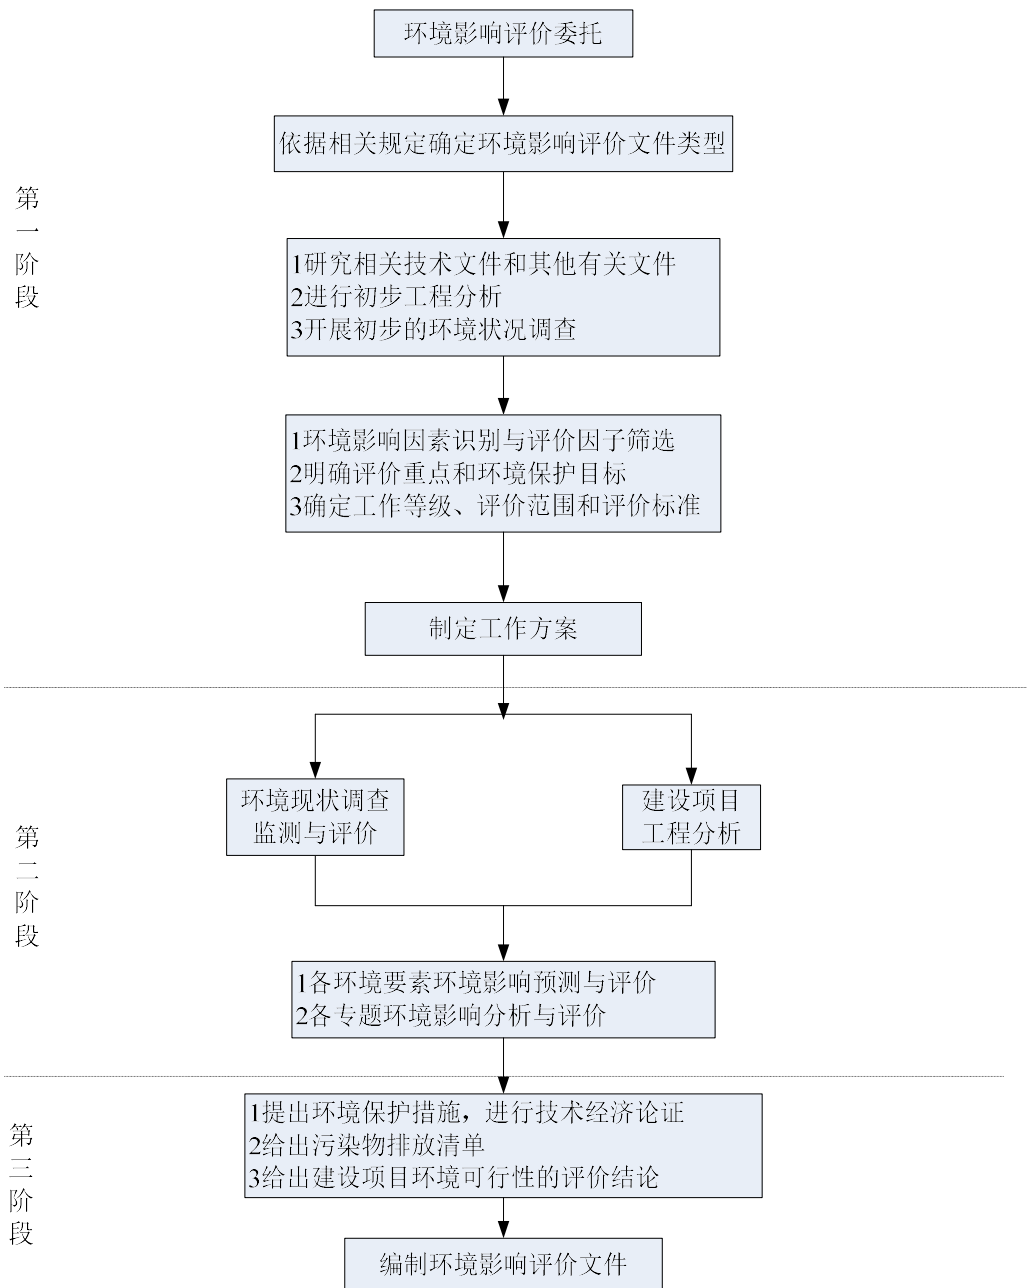 环境影响评价委托
依据相关规定确定环境影响评价文件类型
第一阶段
1研究相关技术文件和其他有关文件
2进行初步工程分析
3开展初步的环境状况调查
1环境影响因素识别与评价因子筛选
2明确评价重点和环境保护目标
3确定工作等级、评价范围和评价标准
制定工作方案
第二阶段
环境现状调查
监测与评价
建设项目
工程分析
1各环境要素环境影响预测与评价
2各专题环境影响分析与评价
第三阶段
1提出环境保护措施，进行技术经济论证
2给出污染物排放清单
3给出建设项目环境可行性的评价结论
编制环境影响评价文件